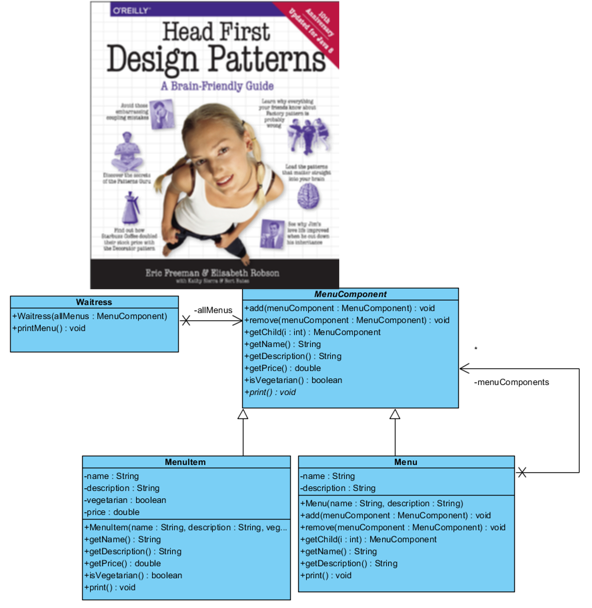 O'REILLY®
10th
Anniversary
Updated for Java 8
Head First
Design Patterns
A Brain-Friendly Guide
Avoid those
embarrassing
coupling mistakes
Learn why everything
your friends know about
Factory pattern is
probably
wrong
Discover the secrets
of the Patterns Guru
Load the patterns
that matter straight
into your brain
Find out how
Starbuzz Coffee doubled
their stock price with
the Decorator pattern
See why Jim's
love life improved
when he cut down
his inheritance
Eric Freeman & Elisabeth Robson
with Kathy Sierra & Bert Bates
Waitress
+Waitress(allMenus : MenuComponent)
+printMenu() : void
-allMenus
MenuComponent
+add(menuComponent : MenuComponent) : void
+remove(menuComponent : MenuComponent) : void
+getChild(i : int) : MenuComponent
+getName() : String
+getDescription() : String
+getPrice() : double
+isVegetarian() : boolean
+print() : void
*
-menuComponents
MenuItem
-name : String
-description : String
-vegetarian : boolean
-price : double
+MenuItem(name : String, description : String, veg...
+getName() : String
+getDescription() : String
+getPrice() : double
+isVegetarian() : boolean
+print() : void
Menu
-name : String
-description : String
+Menu(name : String, description : String)
+add(menuComponent : MenuComponent) : void
+remove(menuComponent : MenuComponent) : void
+getChild(i : int) : MenuComponent
+getName() : String
+getDescription() : String
+print() : void